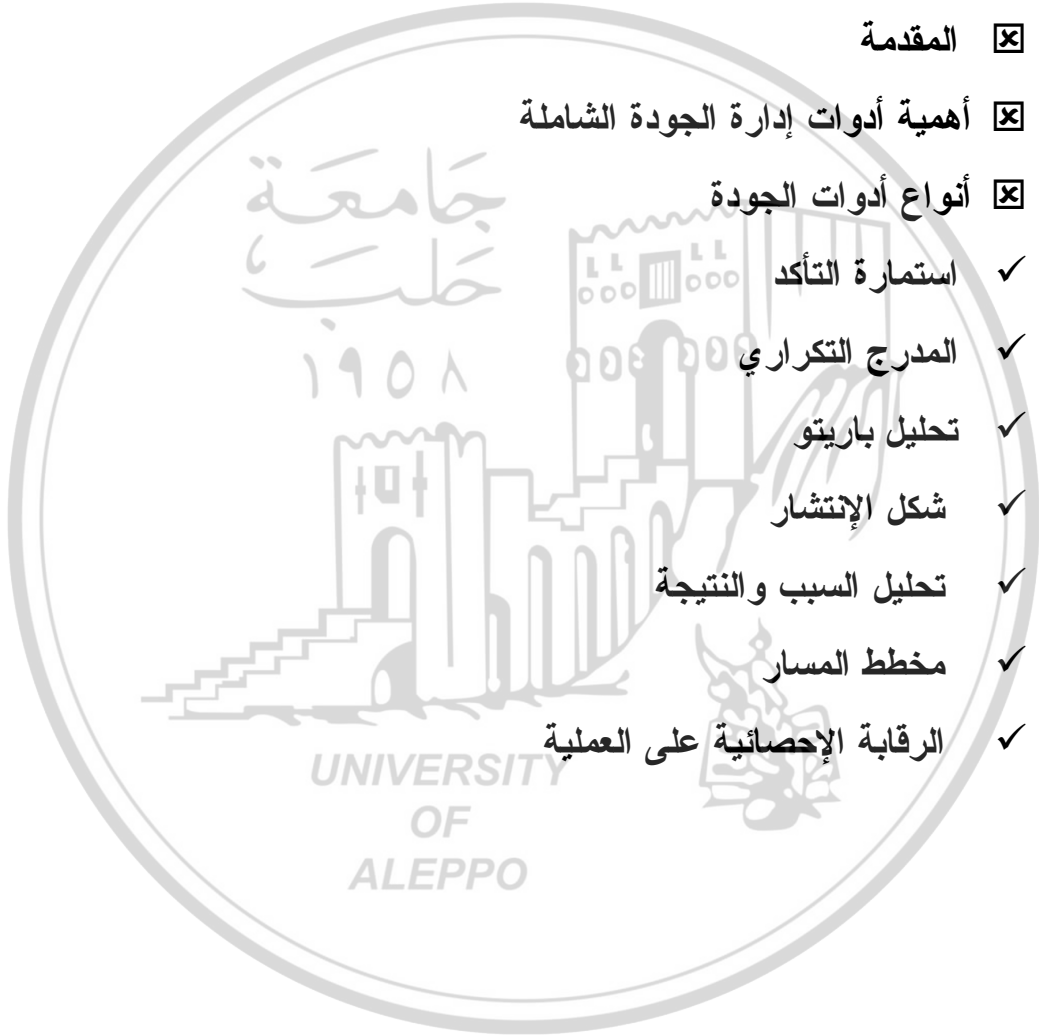 ☒ المقدمة
☒ أهمية أدوات إدارة الجودة الشاملة
☒ أنواع أدوات الجودة
✓ استمارة التأكد
✓ المدرج التكراري
✓ تحليل باريتو
✓ شكل الإنتشار
✓ تحليل السبب والنتيجة
✓ مخطط المسار
✓ الرقابة الإحصائية على العملية
جَامعَة
حَلب
١٩٥٨
UNIVERSITY
OF
ALEPPO